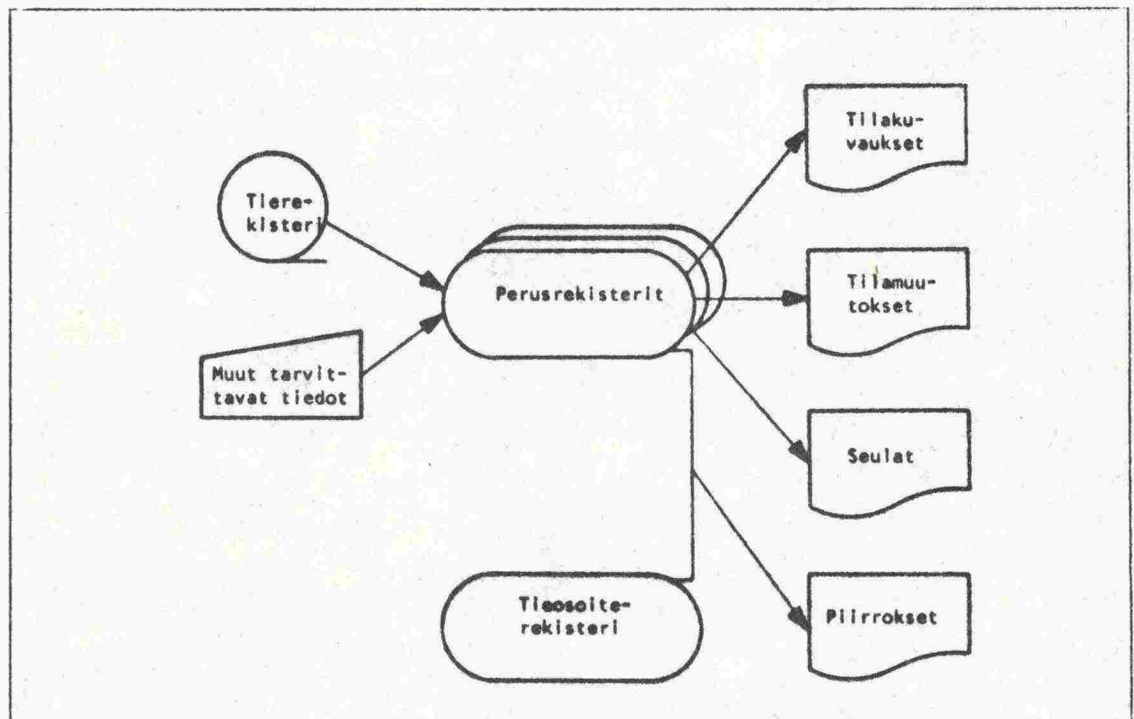 Tiere-
kisteri
Muut tarvit-
tavat tiedot
Perusrekisterit
Tieosoite-
rekisteri
Tilaku-
vaukset
Tilamuu-
tokset
Seulat
Piirrokset